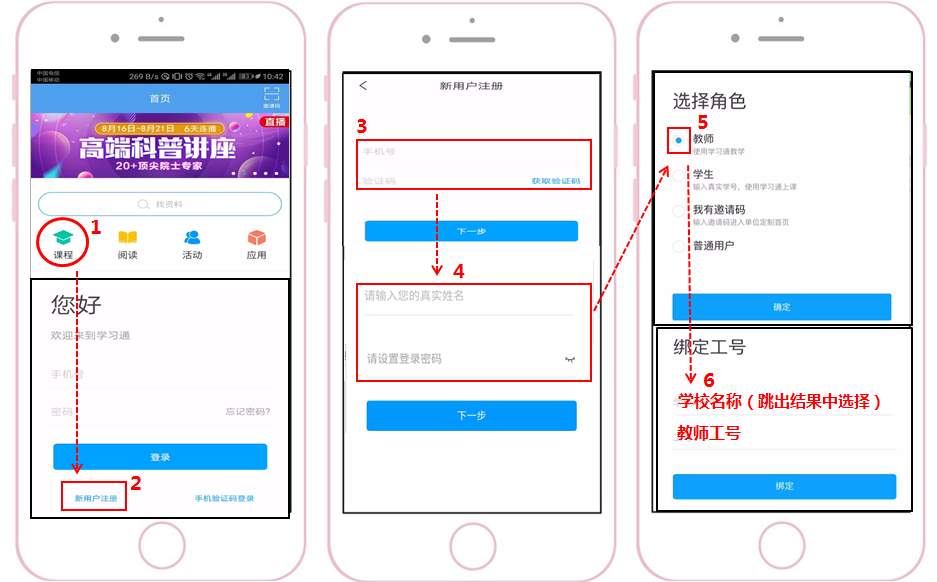 中国电信
中国移动
269 B/s
10:42
首页
邀请码
直播
8月16日~8月21日 6天连播
高端科普讲座
20+顶尖院士专家
找资料
1
课程
阅读
活动
应用
您好
欢迎来到学习通
手机号
密码
忘记密码?
登录
2
新用户注册
手机验证码登录
新用户注册
3
手机号
验证码
获取验证码
下一步
4
请输入您的真实姓名
请设置登录密码
下一步
选择角色
5
教师
使用学习通教学
学生
输入真实学号，使用学习通上课
我有邀请码
输入邀请码进入单位定制首页
普通用户
确定
绑定工号
6
学校名称（跳出结果中选择）
教师工号
绑定